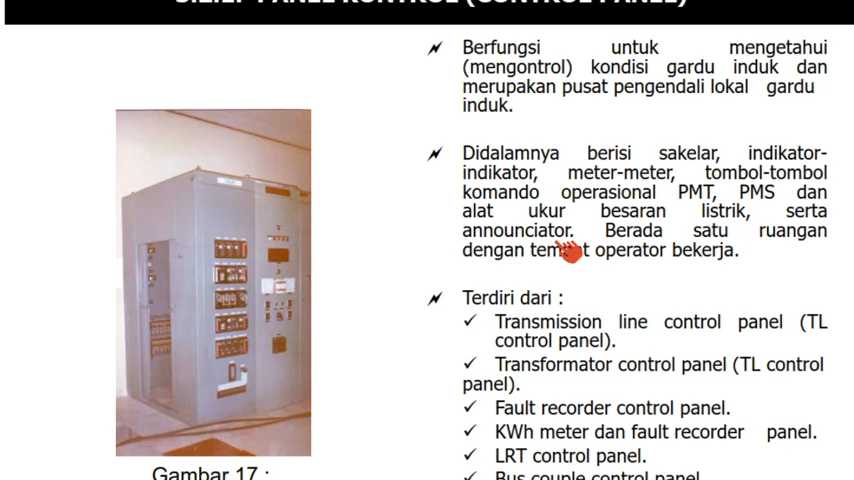 PANEL KONTROL (CONTROL PANEL)
Berfungsi untuk mengetahui
(mengontrol) kondisi gardu induk dan
merupakan pusat pengendali lokal gardu
induk.
Didalamnya berisi sakelar, indikator-
indikator, meter-meter, tombol-tombol
komando operasional PMT, PMS dan
alat ukur besaran listrik, serta
announciator. Berada satu ruangan
dengan tempat operator bekerja.
Terdiri dari :
✓ Transmission line control panel (TL
control panel).
✓ Transformator control panel (TL control
panel).
✓ Fault recorder control panel.
✓ KWh meter dan fault recorder panel.
✓ LRT control panel.
✓ Bus couple control panel.
Gambar 17 :